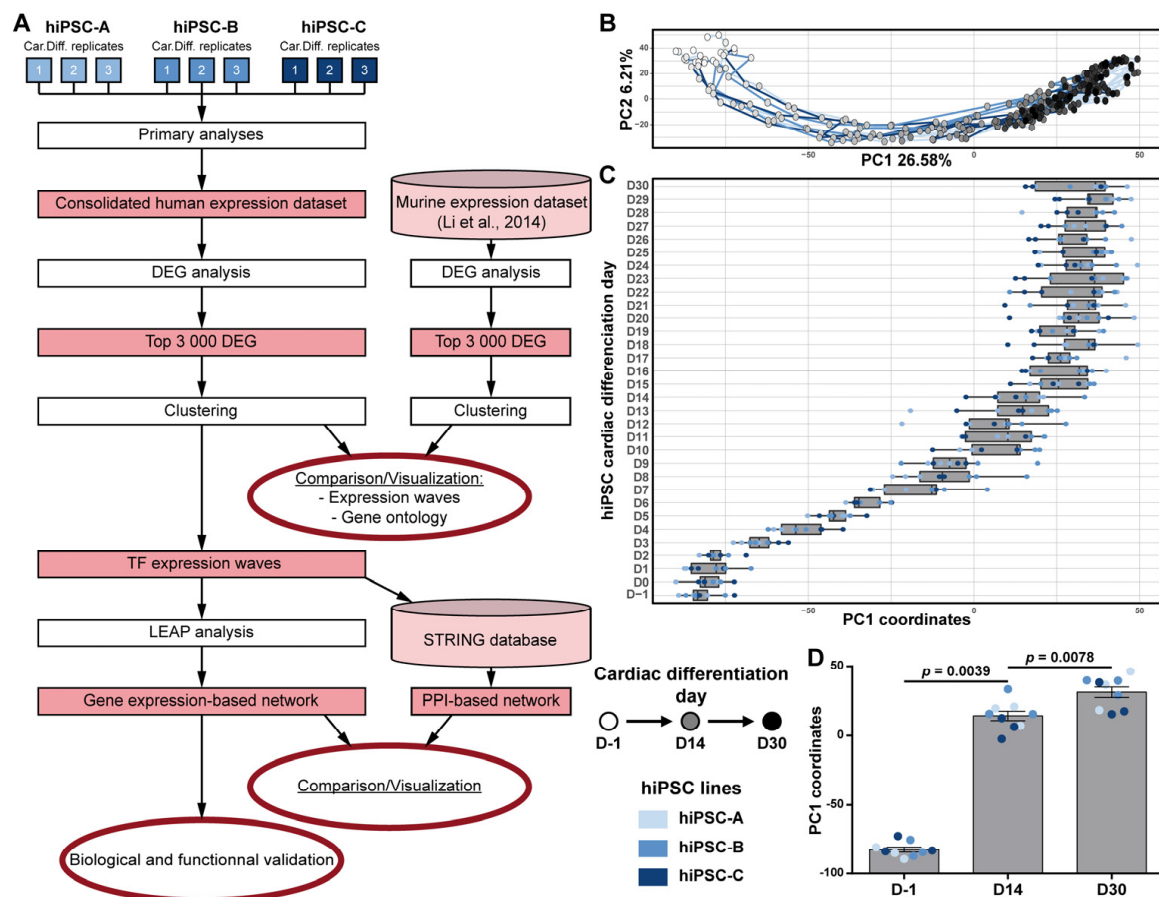 A
hiPSC-A
hiPSC-B
hiPSC-C
Car.Diff. replicates
Car.Diff. replicates
Car.Diff. replicates
1 2 3
1 2 3
1 2 3
Primary analyses
Consolidated human expression dataset
Murine expression dataset
(Li et al., 2014)
DEG analysis
DEG analysis
Top 3 000 DEG
Top 3 000 DEG
Clustering
Clustering
Comparison/Visualization:
- Expression waves
- Gene ontology
TF expression waves
LEAP analysis
STRING database
Gene expression-based network
PPI-based network
Comparison/Visualization
Biological and functionnal validation
B
PC2 6.21%
40
20
0
−20
−50
0
50
PC1 26.58%
C
hiPSC cardiac differenciation day
D30
D29
D28
D27
D26
D25
D24
D23
D22
D21
D20
D19
D18
D17
D16
D15
D14
D13
D12
D11
D10
D9
D8
D7
D6
D5
D4
D3
D2
D1
D0
D−1
−50
0
50
PC1 coordinates
Cardiac differentiation
day
D-1
D14
D30
hiPSC lines
hiPSC-A
hiPSC-B
hiPSC-C
D
p = 0.0039
p = 0.0078
PC1 coordinates
50
0
-50
-100
D-1
D14
D30